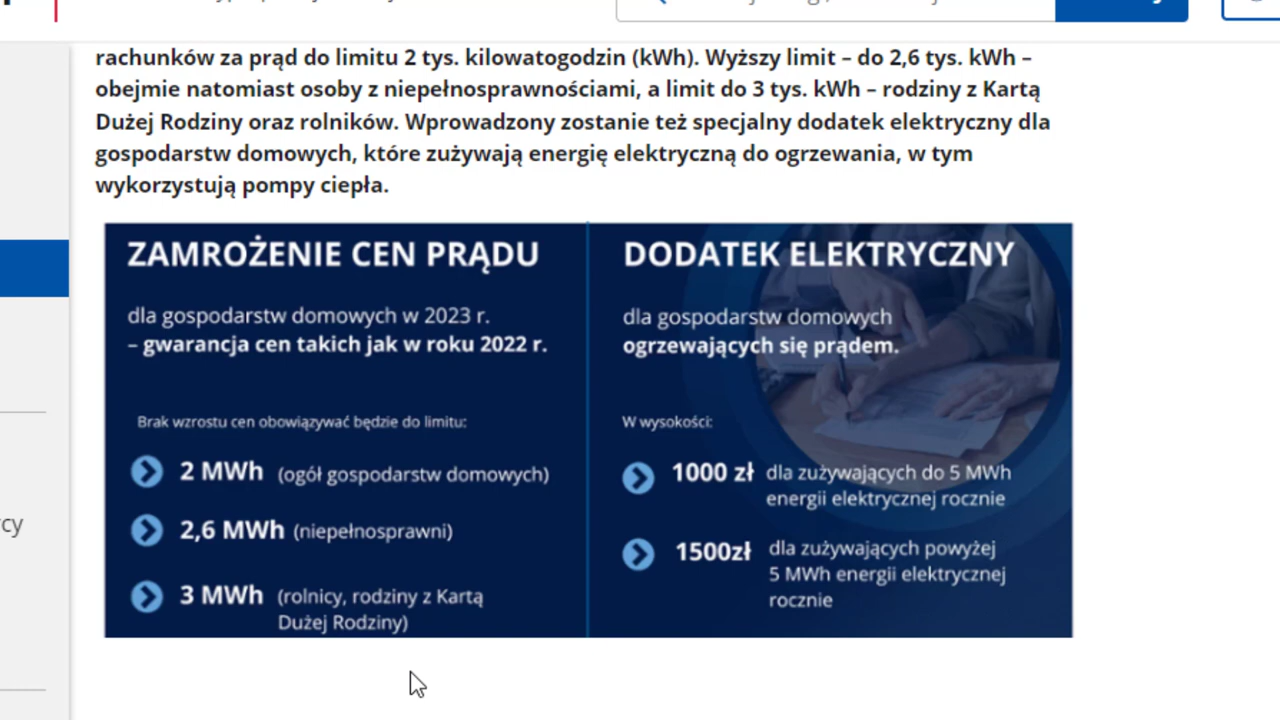 rachunków za prąd do limitu 2 tys. kilowatogodzin (kWh). Wyższy limit – do 2,6 tys. kWh –
obejmie natomiast osoby z niepełnosprawnościami, a limit do 3 tys. kWh – rodziny z Kartą
Dużej Rodziny oraz rolników. Wprowadzony zostanie też specjalny dodatek elektryczny dla
gospodarstw domowych, które zużywają energię elektryczną do ogrzewania, w tym
wykorzystują pompy ciepła.
ZAMROŻENIE CEN PRĄDU
dla gospodarstw domowych w 2023 r.
– gwarancja cen takich jak w roku 2022 r.
Brak wzrostu cen obowiązywać będzie do limitu:
2 MWh (ogół gospodarstw domowych)
2,6 MWh (niepełnosprawni)
3 MWh (rolnicy, rodziny z Kartą
Dużej Rodziny)
DODATEK ELEKTRYCZNY
dla gospodarstw domowych
ogrzewających się prądem.
W wysokości:
1000 zł dla zużywających do 5 MWh
energii elektrycznej rocznie
1500zł dla zużywających powyżej
5 MWh energii elektrycznej
rocznie